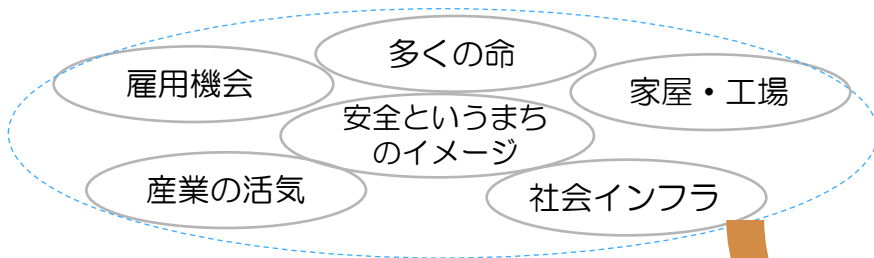 多くの命
雇用機会
家屋・工場
安全というまち
のイメージ
産業の活気
社会インフラ